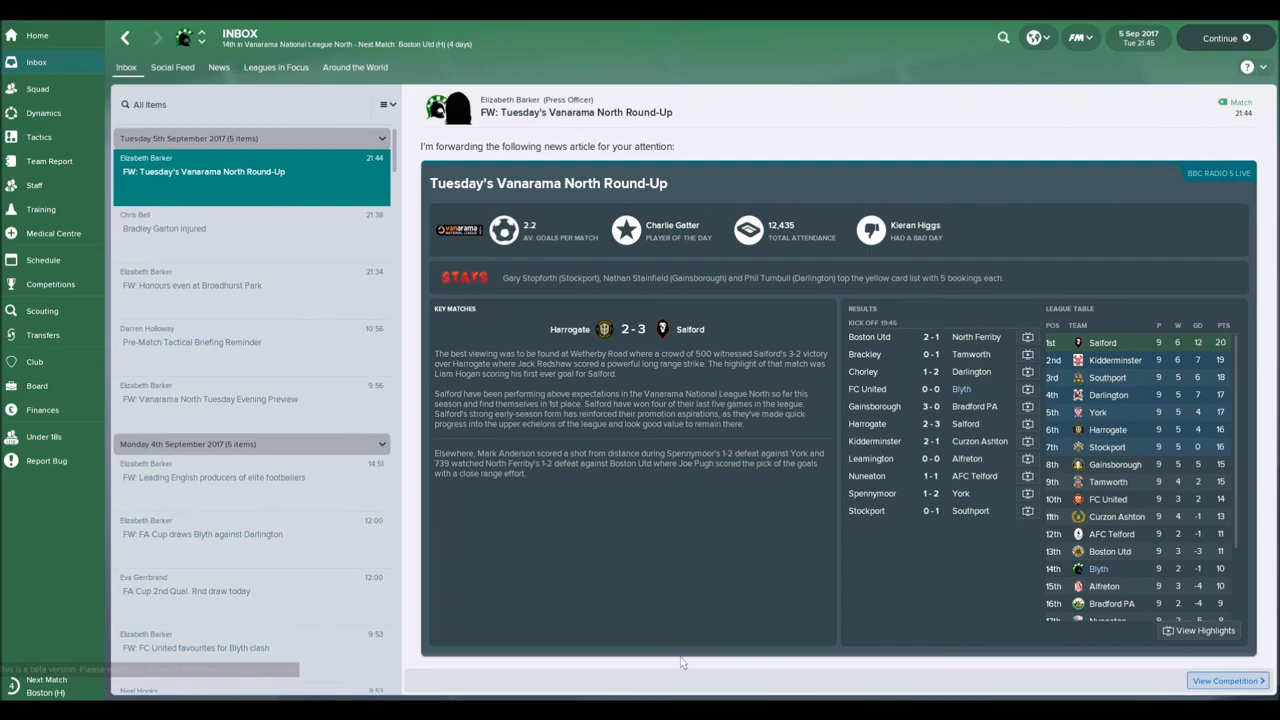 Home
INBOX
14th in Vanarama National League North - Next Match: Boston Utd (H) (4 days)
FM
5 Sep 2017
Tue 21:45
Continue
Inbox
Inbox Social Feed News Leagues in Focus Around the World
?
Squad
Dynamics
Tactics
Team Report
Staff
Training
Medical Centre
Schedule
Competitions
Scouting
Transfers
Club
Board
Finances
Under 18s
Report Bug
4
Next Match
Boston (H)
All Items
Tuesday 5th September 2017 (5 items)
Elizabeth Barker 21:44
FW: Tuesday's Vanarama North Round-Up
Chris Bell 21:38
Bradley Garton injured
Elizabeth Barker 21:34
FW: Honours even at Broadhurst Park
Darren Holloway 10:56
Pre-Match Tactical Briefing Reminder
Elizabeth Barker 9:56
FW: Vanarama North Tuesday Evening Preview
Monday 4th September 2017 (5 items)
Elizabeth Barker 14:51
FW: Leading English producers of elite footballers
Elizabeth Barker 12:00
FW: FA Cup draws Blyth against Darlington
Eva Gerrbrand 12:00
FA Cup 2nd Qual. Rnd draw today
Elizabeth Barker 9:53
FW: FC United favourites for Blyth clash
This is a beta version. Please
Neal Hooks 8:53
Elizabeth Barker (Press Officer)
FW: Tuesday's Vanarama North Round-Up
Match
21:44
I'm forwarding the following news article for your attention:
BBC RADIO 5 LIVE
Tuesday's Vanarama North Round-Up
vanarama
2.2
AV. GOALS PER MATCH
Charlie Gatter
PLAYER OF THE DAY
12,435
TOTAL ATTENDANCE
Kieran Higgs
HAD A BAD DAY
STATS
Gary Stopforth (Stockport), Nathan Stainfield (Gainsborough) and Phil Turnbull (Darlington) top the yellow card list with 5 bookings each.
KEY MATCHES
Harrogate 2 - 3 Salford
The best viewing was to be found at Wetherby Road where a crowd of 500 witnessed Salford's 3-2 victory
over Harrogate where Jack Redshaw scored a powerful long range strike. The highlight of that match was
Liam Hogan scoring his first ever goal for Salford.
Salford have been performing above expectations in the Vanarama National League North so far this
season and find themselves in 1st place. Salford have won four of their last five games in the league.
Salford's strong early-season form has reinforced their promotion aspirations, as they've made quick
progress into the upper echelons of the league and look good value to remain there.
Elsewhere, Mark Anderson scored a shot from distance during Spennymoor's 1-2 defeat against York and
739 watched North Ferriby's 1-2 defeat against Boston Utd where Joe Pugh scored the pick of the goals
with a close range effort.
RESULTS
KICK OFF 19:45
Boston Utd 2 - 1 North Ferriby
Brackley 0 - 1 Tamworth
Chorley 1 - 2 Darlington
FC United 0 - 0 Blyth
Gainsborough 3 - 0 Bradford PA
Harrogate 2 - 3 Salford
Kidderminster 2 - 1 Curzon Ashton
Leamington 0 - 0 Alfreton
Nuneaton 1 - 1 AFC Telford
Spennymoor 1 - 2 York
Stockport 0 - 1 Southport
LEAGUE TABLE
POS TEAM P W GD PTS
1st Salford 9 6 12 20
2nd Kidderminster 9 6 7 19
3rd Southport 9 5 6 18
4th Darlington 9 5 7 17
5th York 9 5 4 17
6th Harrogate 9 5 4 16
7th Stockport 9 5 0 16
8th Gainsborough 9 5 5 15
9th Tamworth 9 4 2 15
10th FC United 9 3 2 14
11th Curzon Ashton 9 4 -1 13
12th AFC Telford 9 2 -1 11
13th Boston Utd 9 3 -3 11
14th Blyth 9 2 -1 10
15th Alfreton 9 3 -4 10
16th Bradford PA 9 2 -4 9
17th Nuneaton 9 1 -5 8
View Highlights
View Competition